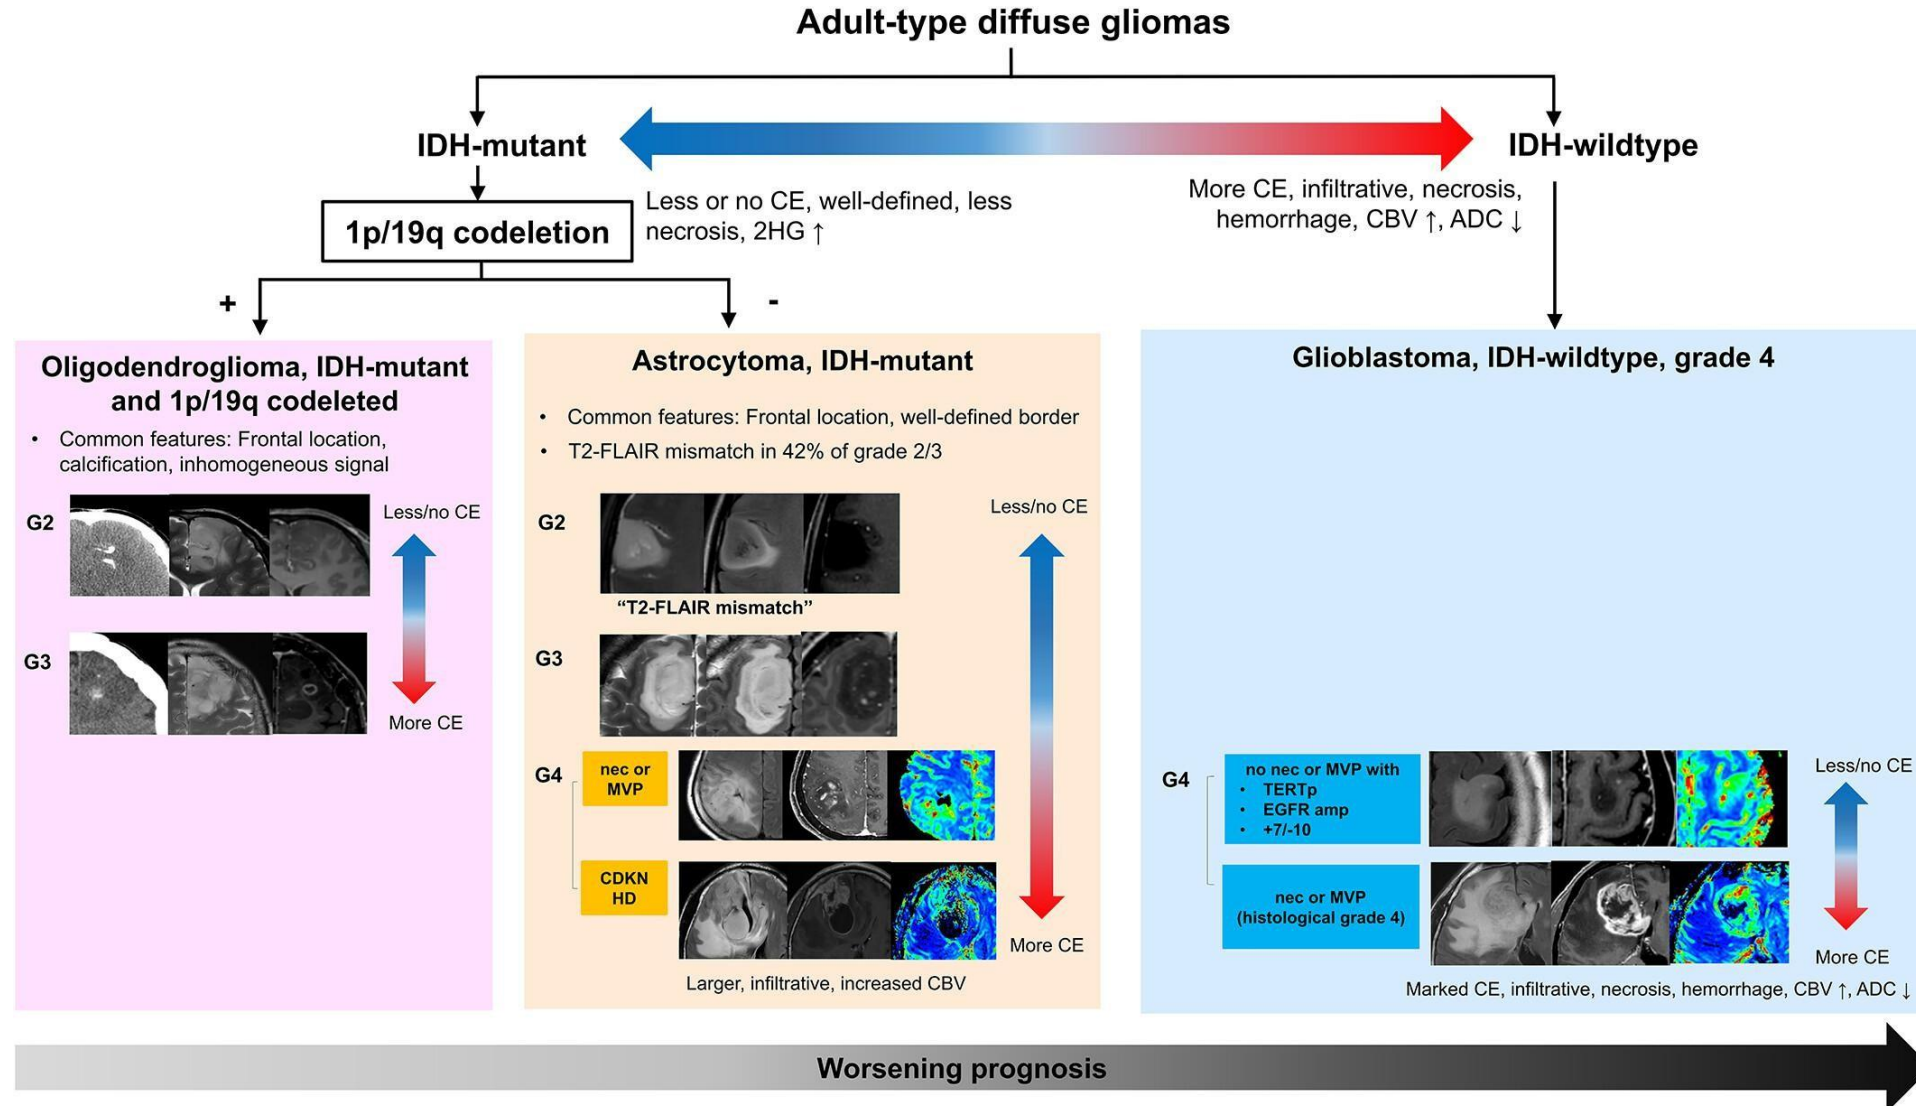 Adult-type diffuse gliomas
IDH-mutant
IDH-wildtype
Less or no CE, well-defined, less
necrosis, 2HG ↑
More CE, infiltrative, necrosis,
hemorrhage, CBV ↑, ADC ↓
1p/19q codeletion
+
-
Oligodendroglioma, IDH-mutant
and 1p/19q codeleted
• Common features: Frontal location,
calcification, inhomogeneous signal
G2
Less/no CE
G3
More CE
Astrocytoma, IDH-mutant
• Common features: Frontal location, well-defined border
• T2-FLAIR mismatch in 42% of grade 2/3
G2
Less/no CE
“T2-FLAIR mismatch”
G3
G4
nec or
MVP
CDKN
HD
More CE
Larger, infiltrative, increased CBV
Glioblastoma, IDH-wildtype, grade 4
G4
no nec or MVP with
• TERTp
• EGFR amp
• +7/-10
Less/no CE
nec or MVP
(histological grade 4)
More CE
Marked CE, infiltrative, necrosis, hemorrhage, CBV ↑, ADC ↓
Worsening prognosis